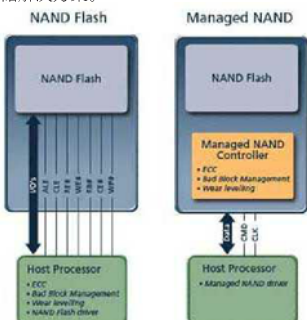 NAND Flash
Managed NAND
NAND Flash
I/O
ALE
CLE
RE#
WE#
R/B#
CE#
WP#
Host Processor
• ECC
• Bad Block Management
• Wear levelling
• NAND Flash driver
NAND Flash
Managed NAND
Controller
• ECC
• Bad Block Management
• Wear levelling
Data
CMD
CLK
Host Processor
• Managed NAND driver